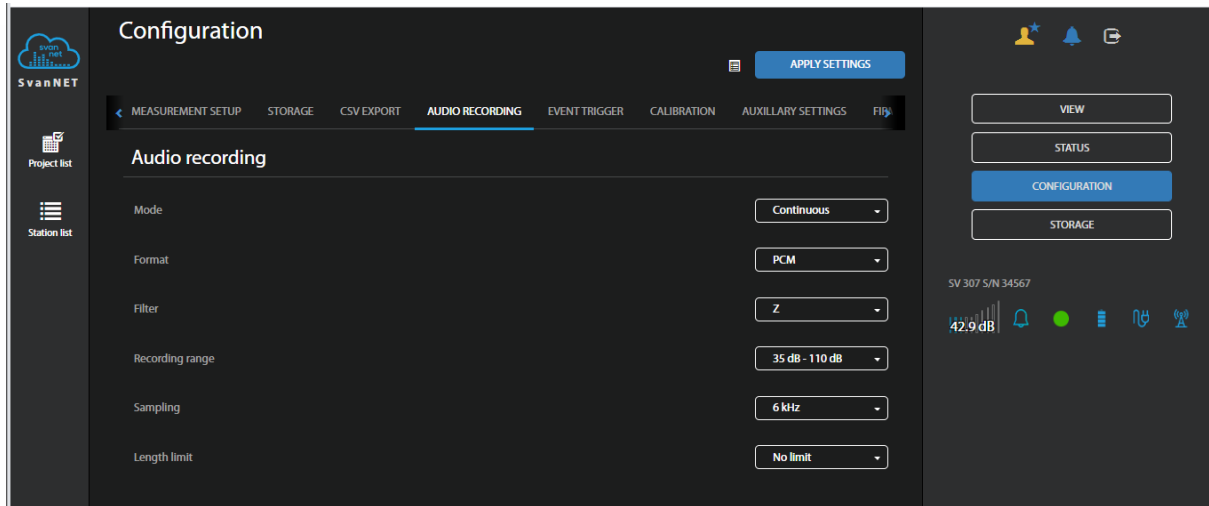 svan
net
SvanNET
Project list
Station list
Configuration
APPLY SETTINGS
MEASUREMENT SETUP STORAGE CSV EXPORT AUDIO RECORDING EVENT TRIGGER CALIBRATION AUXILLARY SETTINGS
Audio recording
Mode Continuous
Format PCM
Filter Z
Recording range 35 dB - 110 dB
Sampling 6 kHz
Length limit No limit
VIEW
STATUS
CONFIGURATION
STORAGE
SV 307 S/N 34567
42.9 dB